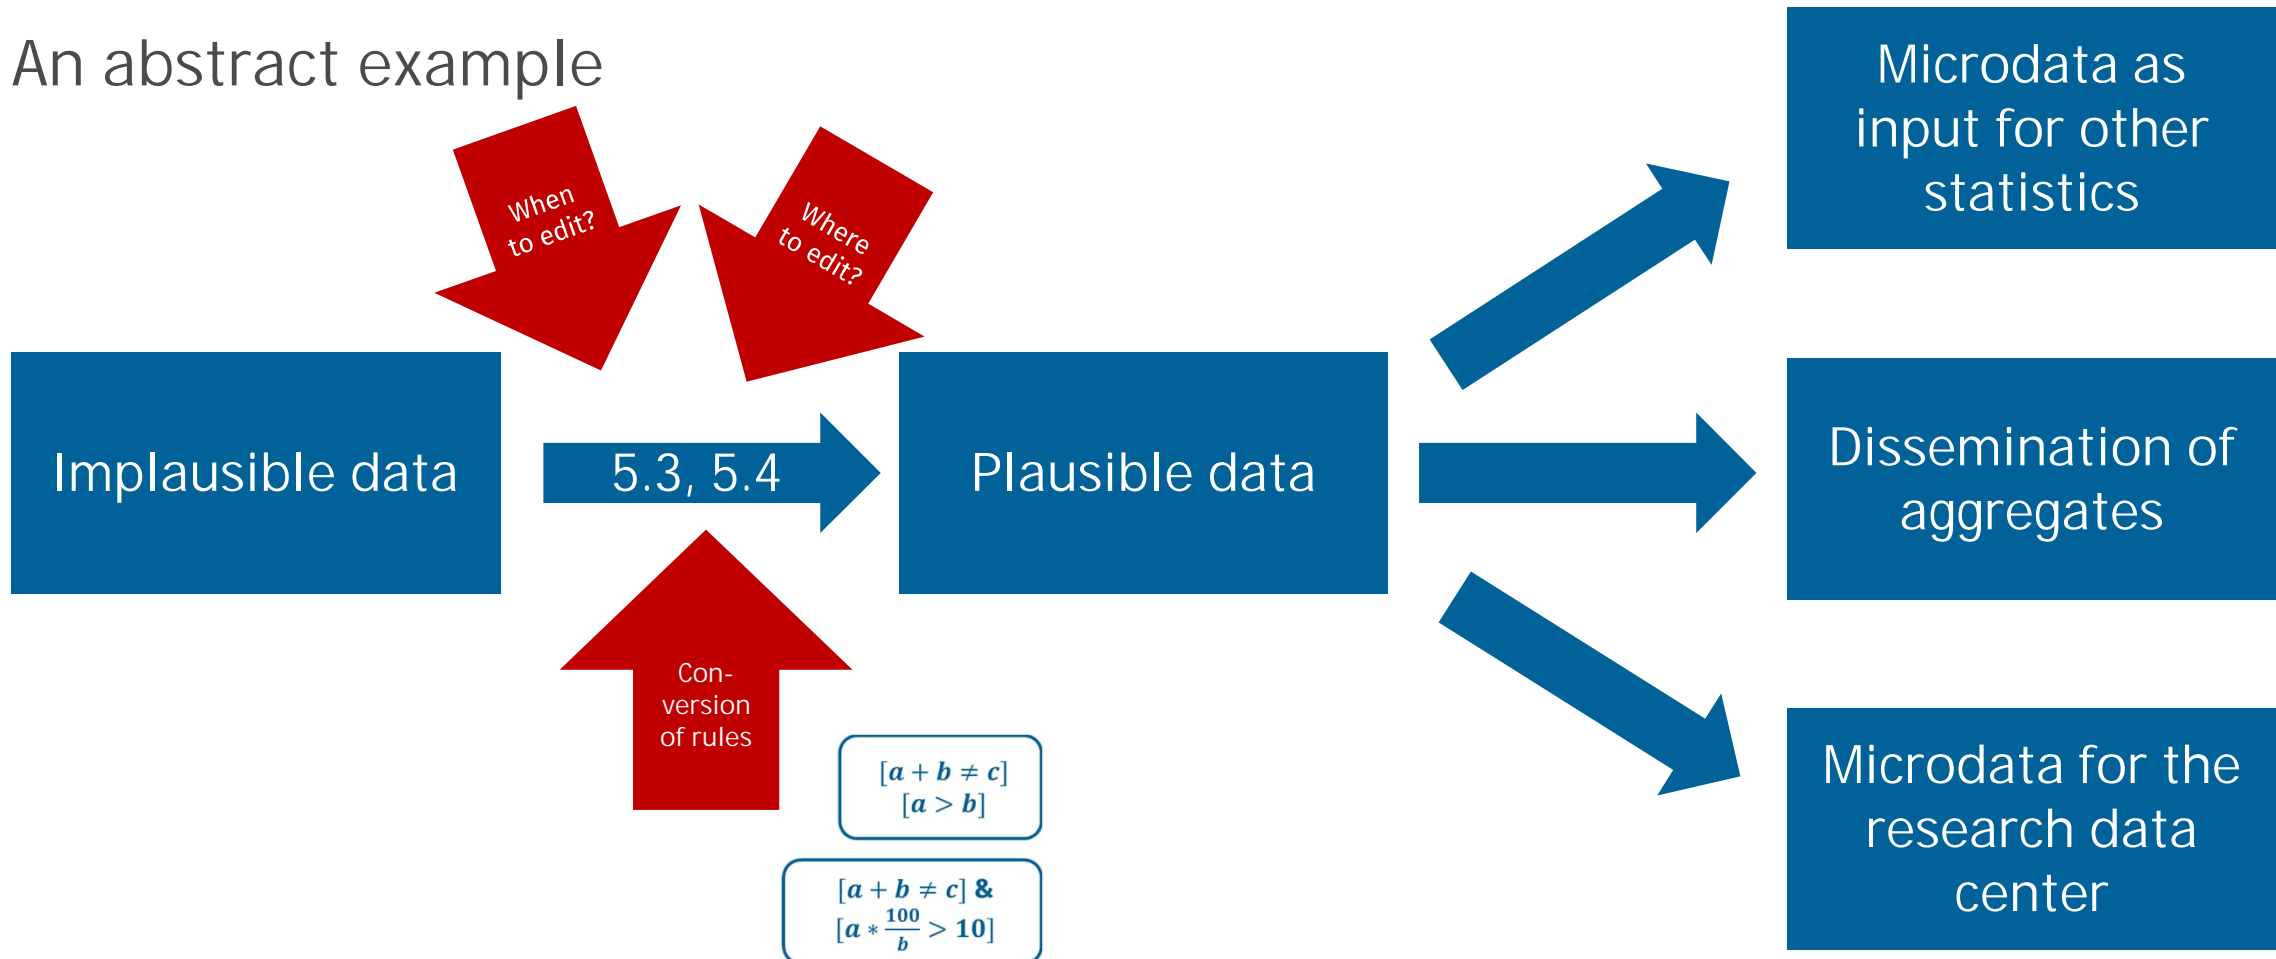 An abstract example
When
to edit?
Where
to edit?
Implausible data
5.3, 5.4
Plausible data
Con-
version
of rules
[a + b ≠ c]
[a > b]
[a + b ≠ c] &
[a * 100/b > 10]
Microdata as
input for other
statistics
Dissemination of
aggregates
Microdata for the
research data
center